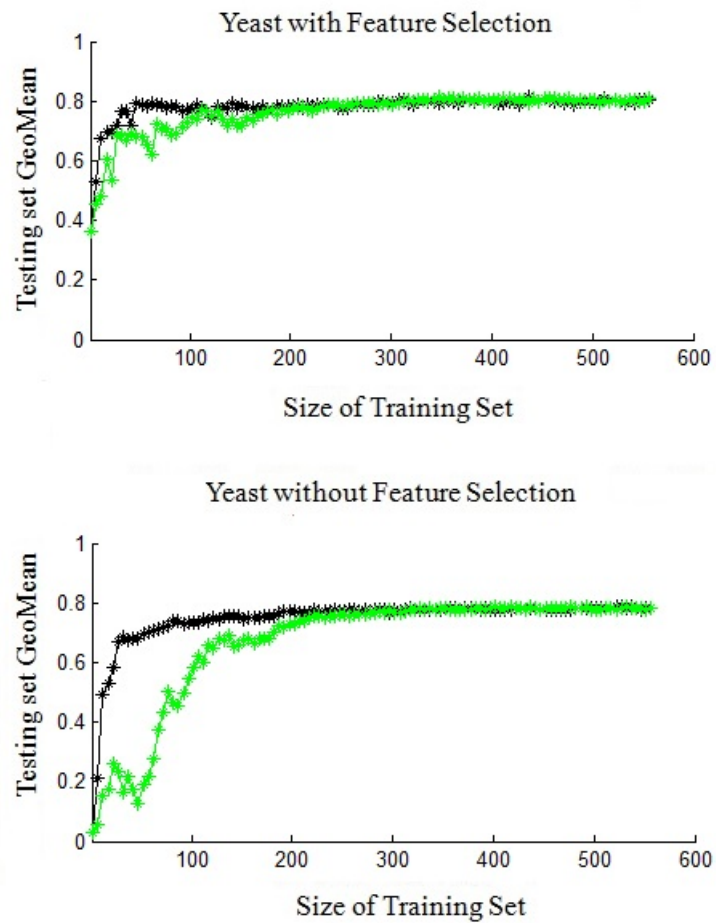 Yeast with Feature Selection
1
0.8
0.6
0.4
0.2
0
Testing set GeoMean
100 200 300 400 500 600
Size of Training Set
Yeast without Feature Selection
1
0.8
0.6
0.4
0.2
0
Testing set GeoMean
100 200 300 400 500 600
Size of Training Set